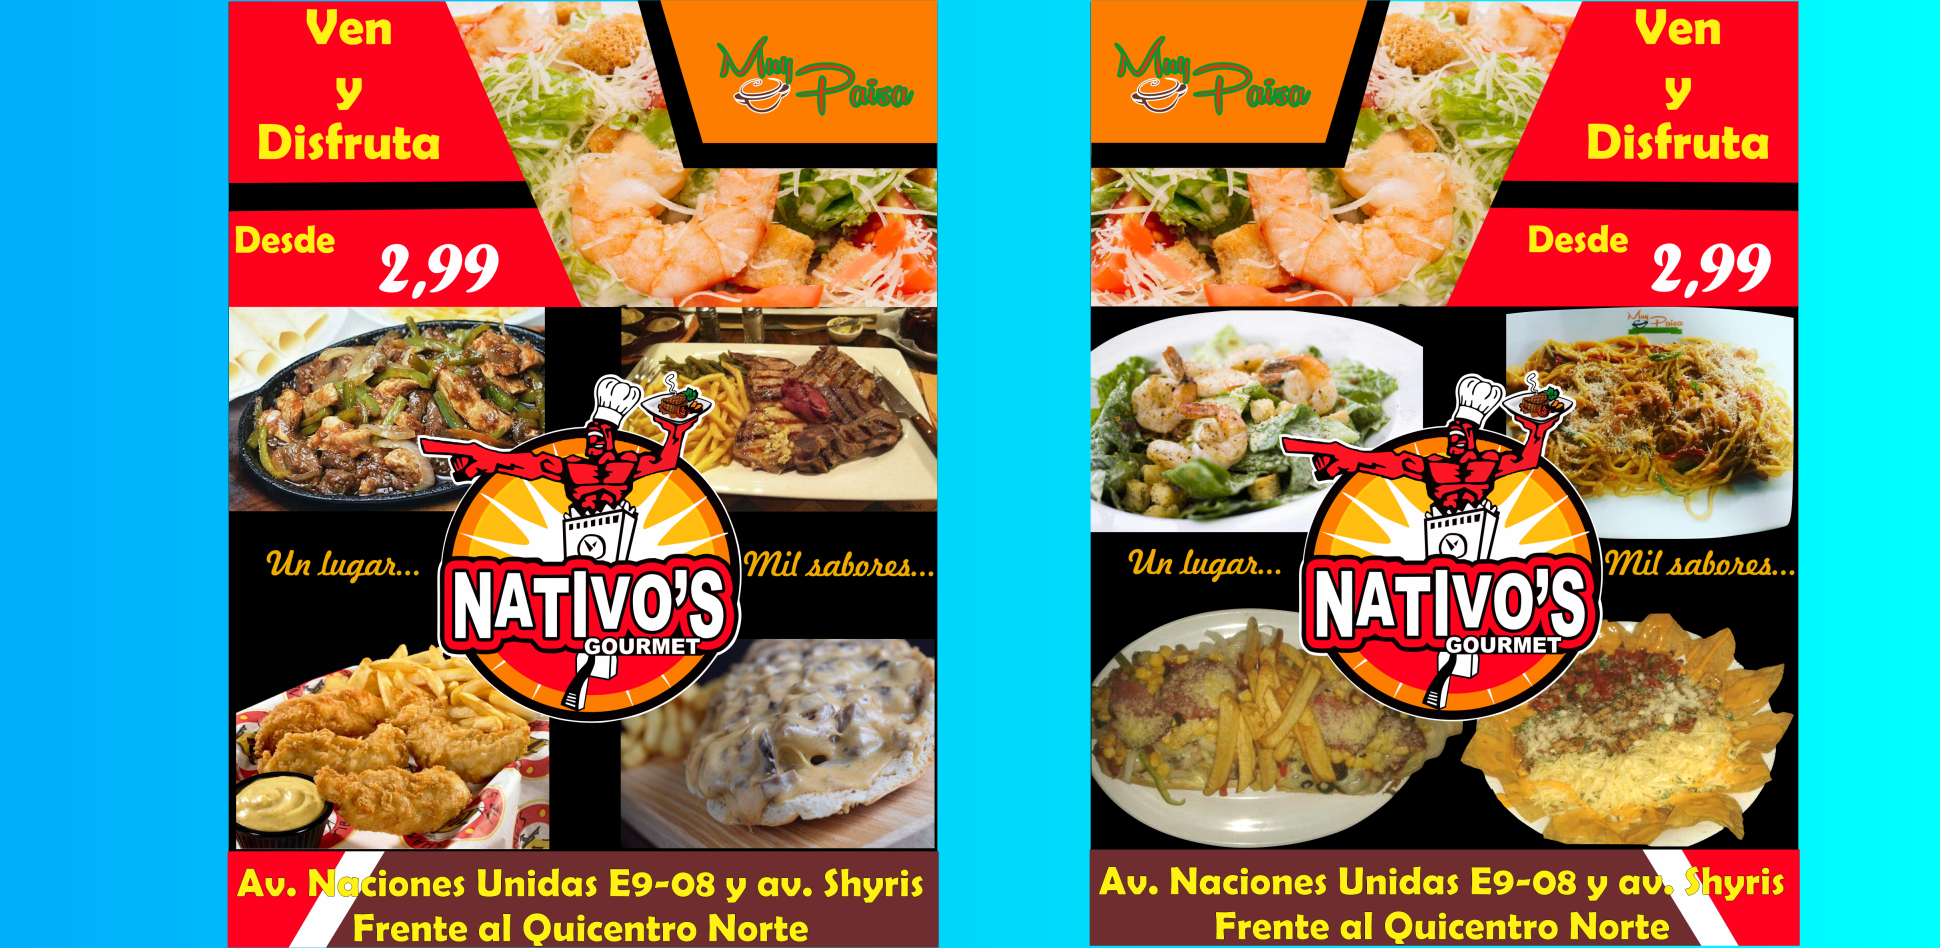 Ven
y
Disfruta
Muy
Paisa
Desde
2,99
Un lugar...
Mil sabores...
NATIVO'S
GOURMET
Av. Naciones Unidas E9-08 y av. Shyris
Frente al Quicentro Norte
Muy
Paisa
Ven
y
Disfruta
Desde
2,99
Muy
Paisa
Un lugar...
Mil sabores...
NATIVO'S
GOURMET
Av. Naciones Unidas E9-08 y av. Shyris
Frente al Quicentro Norte